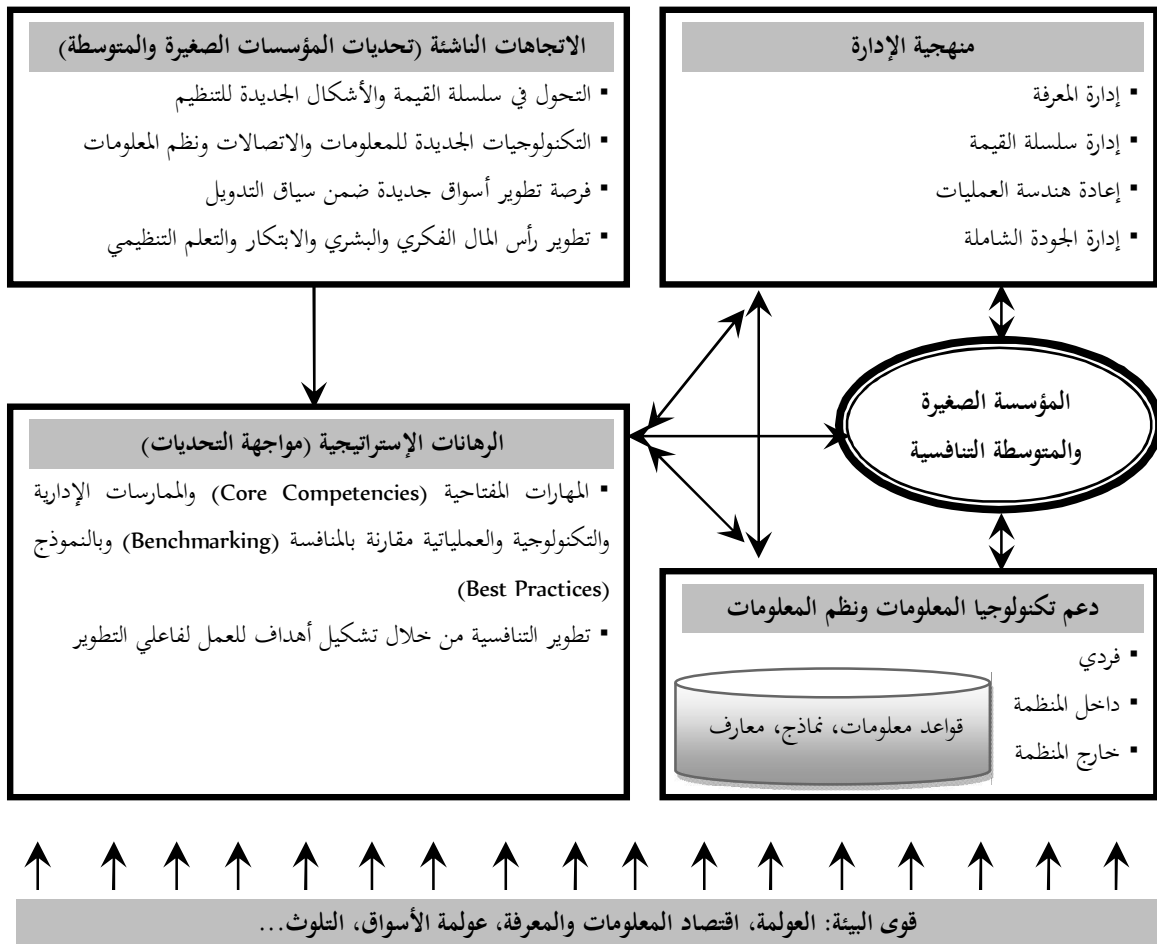 منهجية الإدارة
▪ إدارة المعرفة
▪ إدارة سلسلة القيمة
▪ إعادة هندسة العمليات
▪ إدارة الجودة الشاملة
الاتجاهات الناشئة (تحديات المؤسسات الصغيرة والمتوسطة)
▪ التحول في سلسلة القيمة والأشكال الجديدة للتنظيم
▪ التكنولوجيات الجديدة للمعلومات والاتصالات ونظم المعلومات
▪ فرصة تطوير أسواق جديدة ضمن سياق التدويل
▪ تطوير رأس المال الفكري والبشري والابتكار والتعلم التنظيمي
المؤسسة الصغيرة
والمتوسطة التنافسية
الرهانات الإستراتيجية (مواجهة التحديات)
▪ المهارات المفتاحية (Core Competencies) والممارسات الإدارية
والتكنولوجية والعملياتية مقارنة بالمنافسة (Benchmarking) وبالنموذج
(Best Practices)
▪ تطوير التنافسية من خلال تشكيل أهداف للعمل لفاعلي التطوير
دعم تكنولوجيا المعلومات ونظم المعلومات
▪ فردي
▪ داخل المنظمة
▪ خارج المنظمة
قواعد معلومات، نماذج، معارف
قوى البيئة: العولمة، اقتصاد المعلومات والمعرفة، عولمة الأسواق، التلوث...